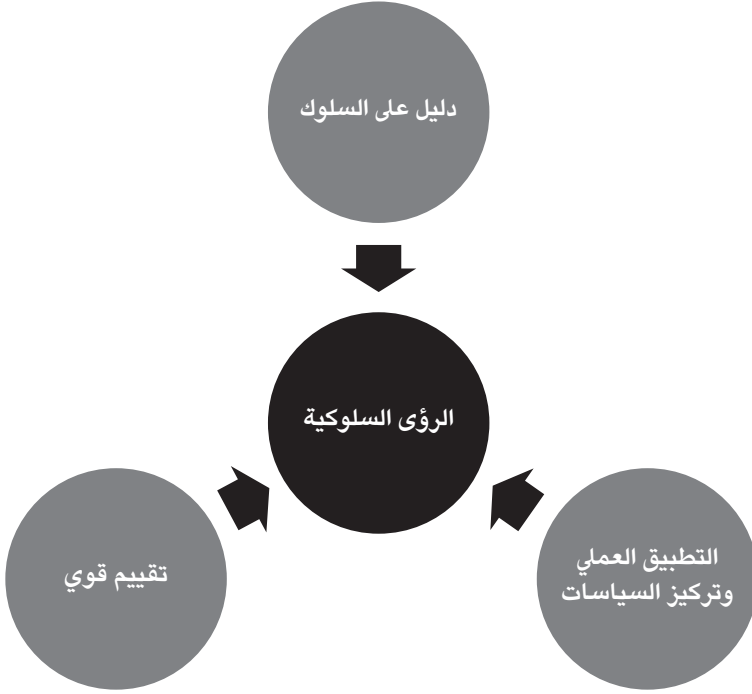 دليل على السلوك
الرؤى السلوكية
التطبيق العملي
وتركيز السياسات
تقييم قوي